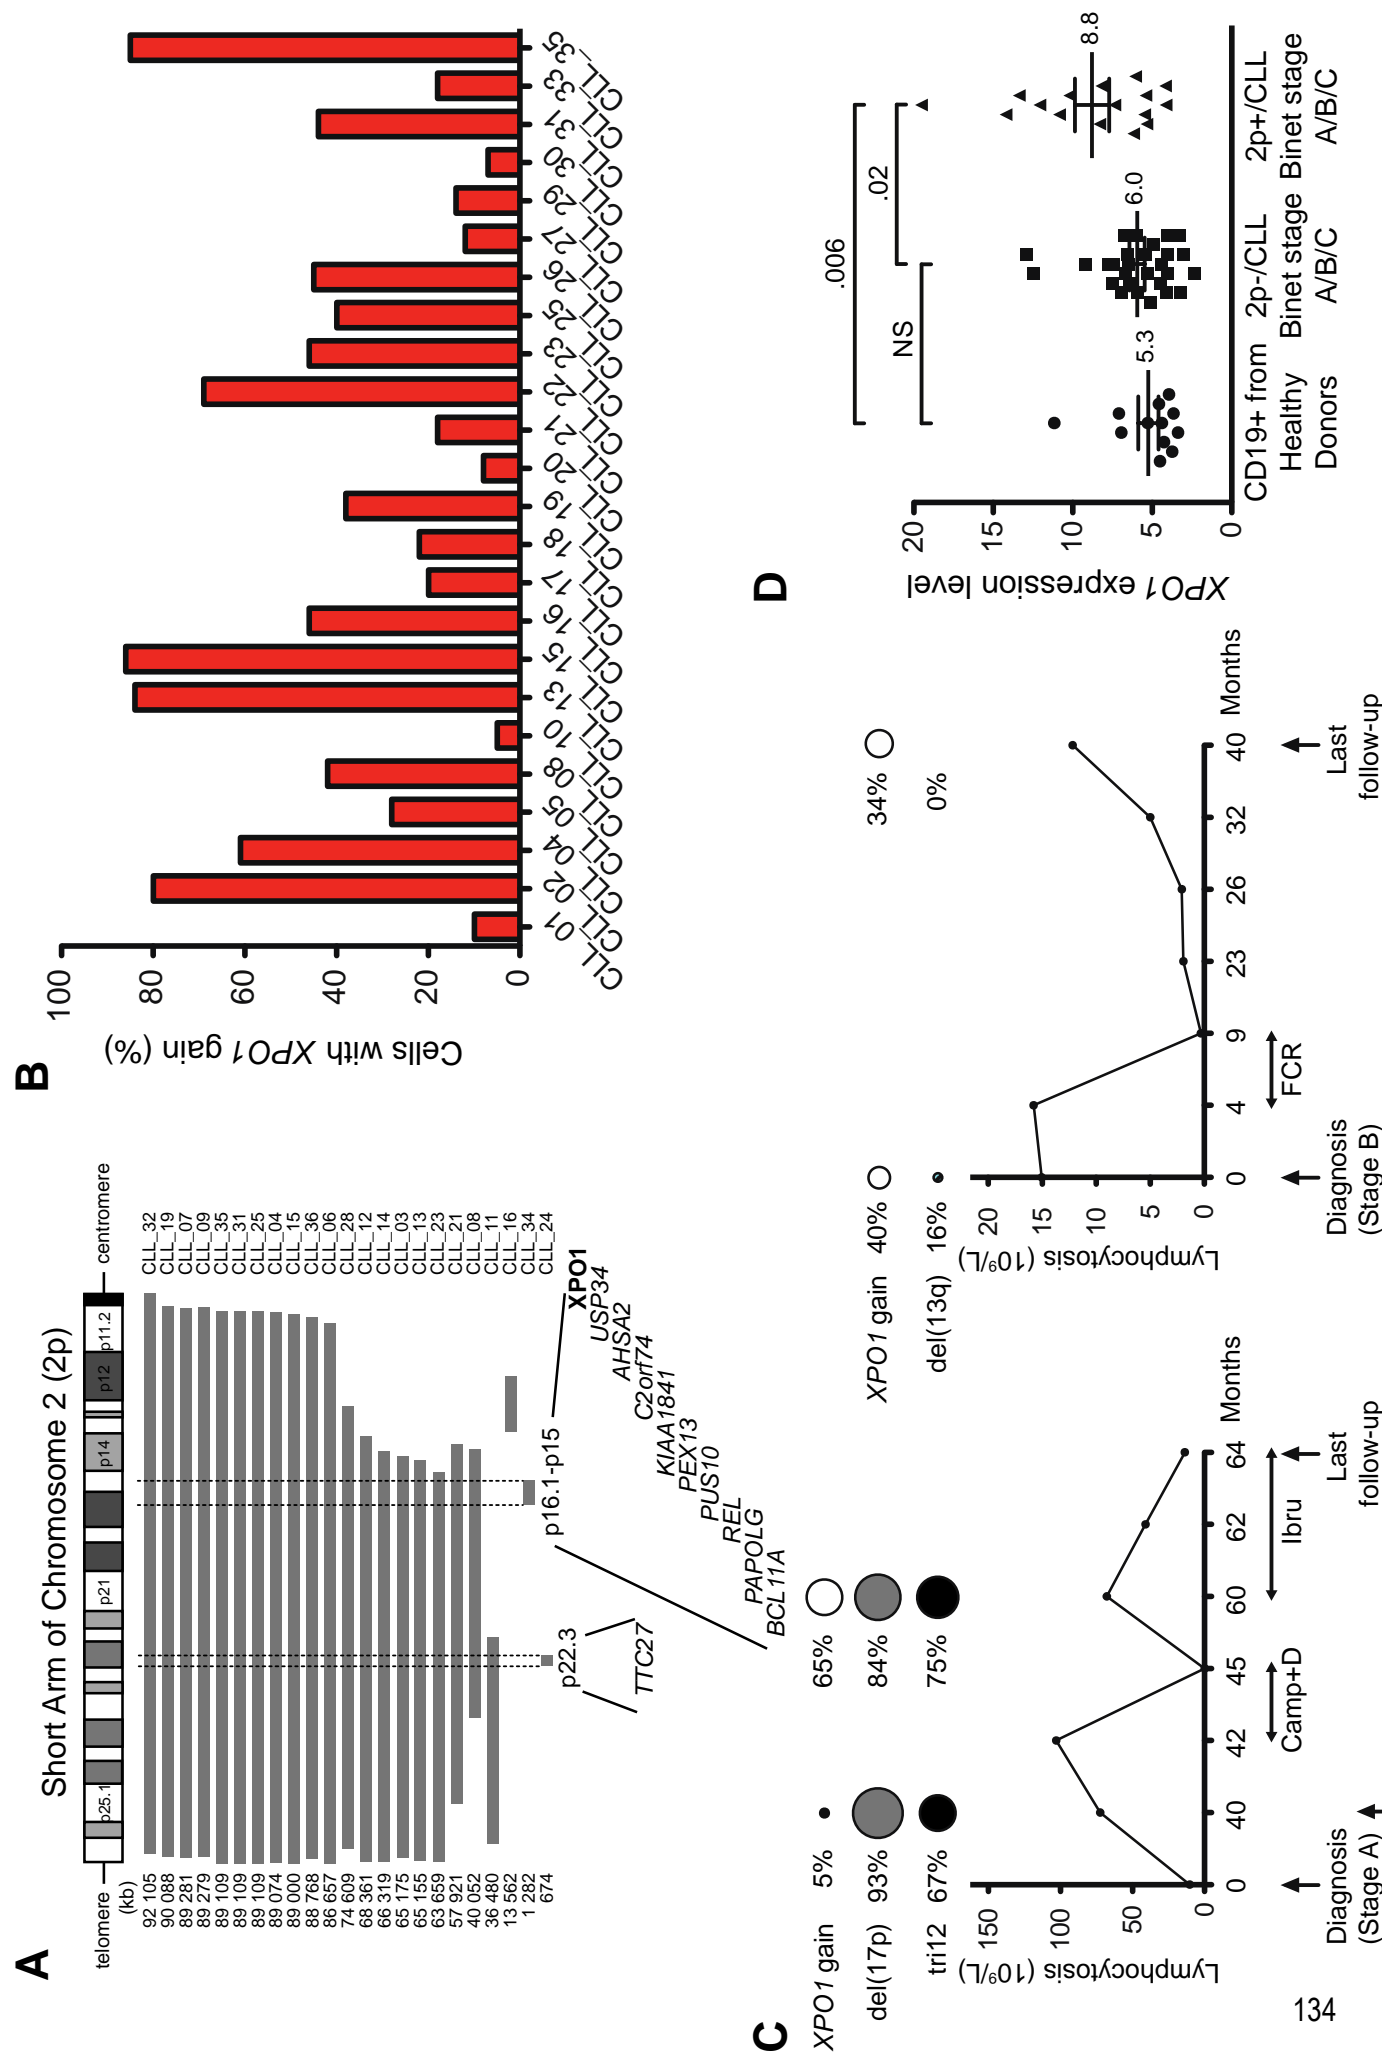 A
Short Arm of Chromosome 2 (2p)
telomere
p25.1
p21
p14
p12
p11.2
centromere
(kb)
92 105 CLL_32
90 088 CLL_19
89 281 CLL_07
89 279 CLL_09
89 109 CLL_35
89 109 CLL_31
89 109 CLL_25
89 074 CLL_04
89 000 CLL_15
88 768 CLL_36
86 657 CLL_06
74 609 CLL_28
68 361 CLL_12
66 319 CLL_14
65 175 CLL_03
65 155 CLL_13
63 659 CLL_23
57 921 CLL_21
40 052 CLL_08
36 480 CLL_11
13 562 CLL_16
1 282 CLL_34
674 CLL_24
p22.3
p16.1-p15
TTC27
XPO1
USP34
AHSA2
C2orf74
KIAA1841
PEX13
PUS10
REL
PAPOLG
BCL11A
B
Cells with XPO1 gain (%)
100
80
60
40
20
0
CLL_01
CLL_02
CLL_04
CLL_05
CLL_08
CLL_10
CLL_13
CLL_15
CLL_16
CLL_17
CLL_18
CLL_19
CLL_20
CLL_21
CLL_22
CLL_23
CLL_25
CLL_26
CLL_27
CLL_29
CLL_30
CLL_31
CLL_33
CLL_35
C
XPO1 gain 5% 65%
del(17p) 93% 84%
tri12 67% 75%
Lymphocytosis (10⁹/L)
150
100
50
0
0 40 42 45 60 62 64 Months
Camp+D
Ibru
Diagnosis
(Stage A)
Last
follow-up
XPO1 gain 40% 34%
del(13q) 16% 0%
Lymphocytosis (10⁹/L)
20
15
10
5
0
0 4 9 23 26 32 40 Months
FCR
Diagnosis
(Stage B)
Last
follow-up
D
XPO1 expression level
20
15
10
5
0
.006
NS
.02
5.3
6.0
8.8
CD19+ from
Healthy
Donors
2p-/CLL
Binet stage
A/B/C
2p+/CLL
Binet stage
A/B/C
134